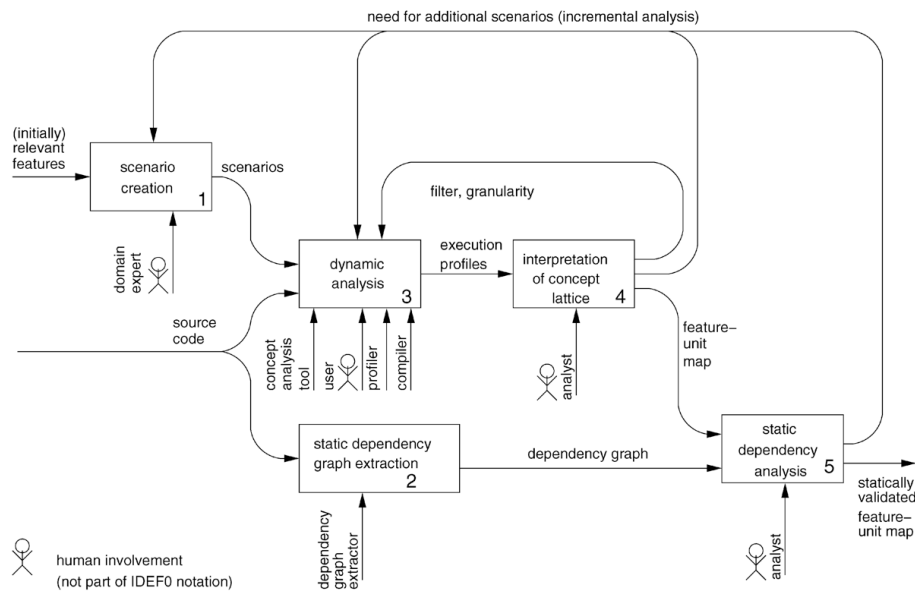 need for additional scenarios (incremental analysis)
(initially)
relevant
features
scenario
creation
1
scenarios
filter, granularity
domain
expert
dynamic
analysis
3
execution
profiles
interpretation
of concept
lattice
4
source
code
concept
analysis
tool
user
profiler
compiler
analyst
feature–
unit
map
static dependency
graph extraction
2
dependency graph
static
dependency
analysis
5
statically
validated
feature–
unit map
dependency
graph
extractor
analyst
human involvement
(not part of IDEF0 notation)